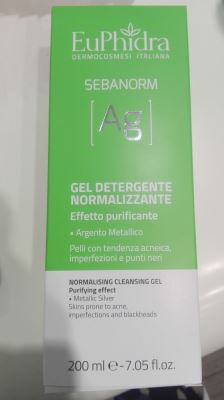 EuPhidra
DERMOCOSMESI ITALIANA
SEBANORM
[Ag]
GEL DETERGENTE
NORMALIZZANTE
Effetto purificante
• Argento Metallico
Pelli con tendenza acneica,
imperfezioni e punti neri
NORMALISING CLEANSING GEL
Purifying effect
• Metallic Silver
Skins prone to acne,
imperfections and blackheads
200 ml ℮ - 7.05 fl.oz.